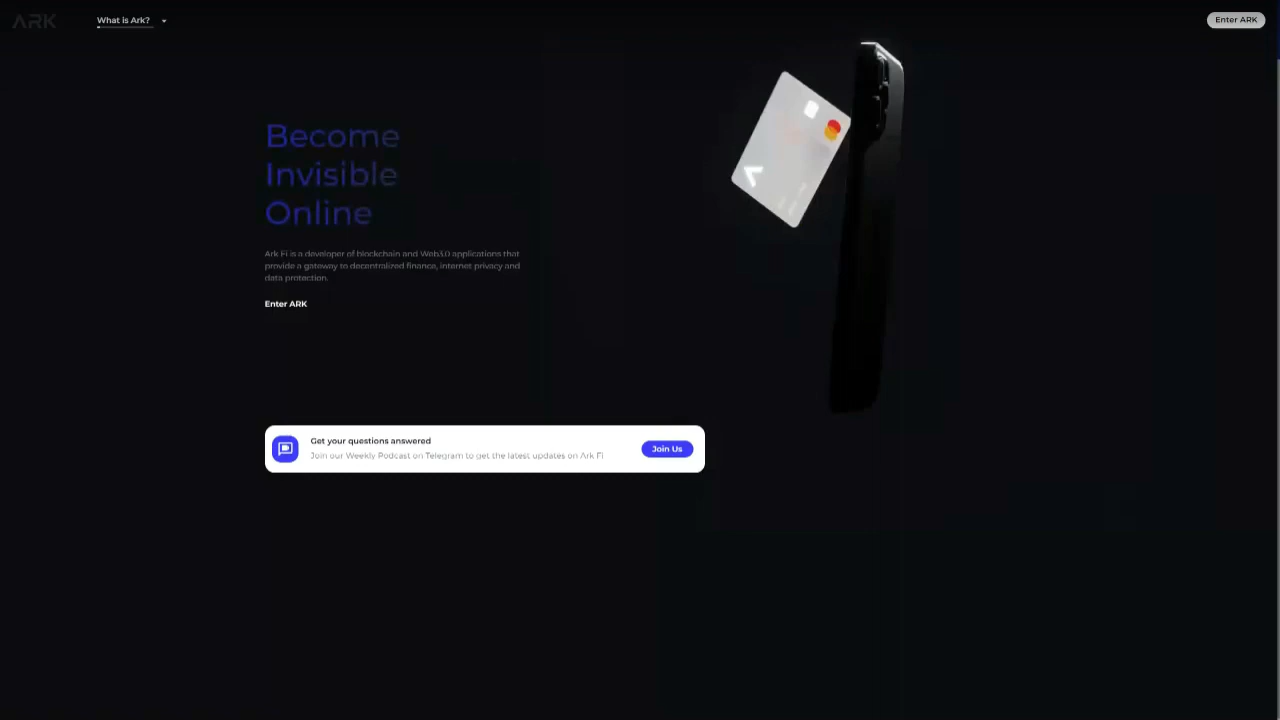 ARK
What is Ark?
Enter ARK
Become
Invisible
Online
Ark Fi is a developer of blockchain and Web3.0 applications that
provide a gateway to decentralized finance, internet privacy and
data protection.
Enter ARK
Get your questions answered
Join our Weekly Podcast on Telegram to get the latest updates on Ark Fi
Join Us